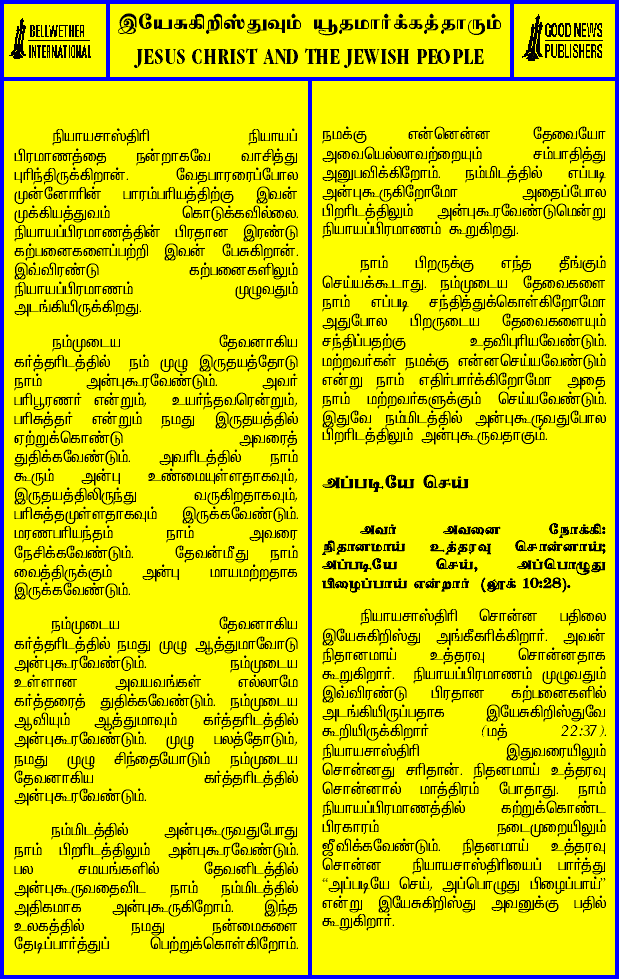 BELLWETHER
INTERNATIONAL
இயேசுகிறிஸ்துவும் யூதமார்க்கத்தாரும்
JESUS CHRIST AND THE JEWISH PEOPLE
GOOD NEWS
PUBLISHERS
நியாயசாஸ்திரி நியாயப்
பிரமாணத்தை நன்றாகவே வாசித்து
புரிந்திருக்கிறான். வேதபாரரைப்போல
முன்னோரின் பாரம்பரியத்திற்கு இவன்
முக்கியத்துவம் கொடுக்கவில்லை.
நியாயப்பிரமாணத்தின் பிரதான இரண்டு
கற்பனைகளைப்பற்றி இவன் பேசுகிறான்.
இவ்விரண்டு கற்பனைகளிலும்
நியாயப்பிரமாணம் முழுவதும்
அடங்கியிருக்கிறது.
நம்முடைய தேவனாகிய
கர்த்தரிடத்தில் நம் முழு இருதயத்தோடு
நாம் அன்புகூரவேண்டும். அவர்
பரிபூரணர் என்றும், உயர்ந்தவரென்றும்,
பரிசுத்தர் என்றும் நமது இருதயத்தில்
ஏற்றுக்கொண்டு அவரைத்
துதிக்கவேண்டும். அவரிடத்தில் நாம்
கூரும் அன்பு உண்மையுள்ளதாகவும்,
இருதயத்திலிருந்து வருகிறதாகவும்,
பரிசுத்தமுள்ளதாகவும் இருக்கவேண்டும்.
மரணபரியந்தம் நாம் அவரை
நேசிக்கவேண்டும். தேவன்மீது நாம்
வைத்திருக்கும் அன்பு மாயமற்றதாக
இருக்கவேண்டும்.
நம்முடைய தேவனாகிய
கர்த்தரிடத்தில் நமது முழு ஆத்துமாவோடு
அன்புகூரவேண்டும். நம்முடைய
உள்ளான அவயவங்கள் எல்லாமே
கர்த்தரைத் துதிக்கவேண்டும். நம்முடைய
ஆவியும் ஆத்துமாவும் கர்த்தரிடத்தில்
அன்புகூரவேண்டும். முழு பலத்தோடும்,
நமது முழு சிந்தையோடும் நம்முடைய
தேவனாகிய கர்த்தரிடத்தில்
அன்புகூரவேண்டும்.
நம்மிடத்தில் அன்புகூருவதுபோது
நாம் பிறரிடத்திலும் அன்புகூரவேண்டும்.
பல சமயங்களில் தேவனிடத்தில்
அன்புகூருவதைவிட நாம் நம்மிடத்தில்
அதிகமாக அன்புகூருகிறோம். இந்த
உலகத்தில் நமது நன்மைகளை
தேடிப்பார்த்துப் பெற்றுக்கொள்கிறோம்.
நமக்கு என்னென்ன தேவையோ
அவையெல்லாவற்றையும் சம்பாதித்து
அனுபவிக்கிறோம். நம்மிடத்தில் எப்படி
அன்புகூருகிறோமோ அதைப்போல
பிறரிடத்திலும் அன்புகூரவேண்டுமென்று
நியாயப்பிரமாணம் கூறுகிறது.
நாம் பிறருக்கு எந்த தீங்கும்
செய்யக்கூடாது. நம்முடைய தேவைகளை
நாம் எப்படி சந்தித்துக்கொள்கிறோமோ
அதுபோல பிறருடைய தேவைகளையும்
சந்திப்பதற்கு உதவிபுரியவேண்டும்.
மற்றவர்கள் நமக்கு என்னசெய்யவேண்டும்
என்று நாம் எதிர்பார்க்கிறோமோ அதை
நாம் மற்றவர்களுக்கும் செய்யவேண்டும்.
இதுவே நம்மிடத்தில் அன்புகூருவதுபோல
பிறரிடத்திலும் அன்புகூருவதாகும்.
அப்படியே செய்
அவர் அவனை நோக்கி:
நிதானமாய் உத்தரவு சொன்னாய்;
அப்படியே செய், அப்பொழுது
பிழைப்பாய் என்றார் (லூக் 10:28).
நியாயசாஸ்திரி சொன்ன பதிலை
இயேசுகிறிஸ்து அங்கீகரிக்கிறார். அவன்
நிதானமாய் உத்தரவு சொன்னதாக
கூறுகிறார். நியாயப்பிரமாணம் முழுவதும்
இவ்விரண்டு பிரதான கற்பனைகளில்
அடங்கியிருப்பதாக இயேசுகிறிஸ்துவே
கூறியிருக்கிறார் (மத் 22:37).
நியாயசாஸ்திரி இதுவரையிலும்
சொன்னது சரிதான். நிதனமாய் உத்தரவு
சொன்னால் மாத்திரம் போதாது. நாம்
நியாயப்பிரமாணத்தில் கற்றுக்கொண்ட
பிரகாரம் நடைமுறையிலும்
ஜீவிக்கவேண்டும். நிதனமாய் உத்தரவு
சொன்ன நியாயசாஸ்திரியைப் பார்த்து
“அப்படியே செய், அப்பொழுது பிழைப்பாய்”
என்று இயேசுகிறிஸ்து அவனுக்கு பதில்
கூறுகிறார்.